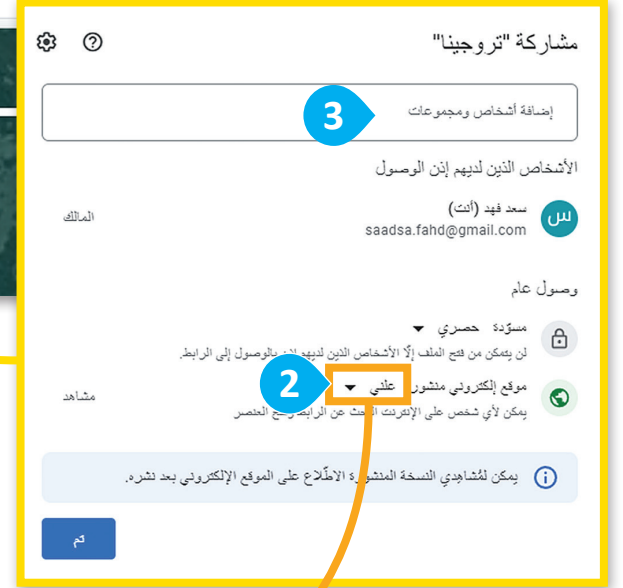 مشاركة "تروجينا"
إضافة أشخاص ومجموعات
3
الأشخاص الذين لديهم إذن الوصول
سعد فهد (أنت)
المالك
saadsa.fahd@gmail.com
س
وصول عام
مسوّدة حصري
لن يتمكن من فتح الملف إلّا الأشخاص الذين لديهم بالوصول إلى الرابط.
موقع إلكتروني منشور علني
2
مشاهد
يمكن لأي شخص على الإنترنت البحث عن العنصر
يمكن لمُشاهِدي النسخة المنشورة الاطّلاع على الموقع الإلكتروني بعد نشره.
تم